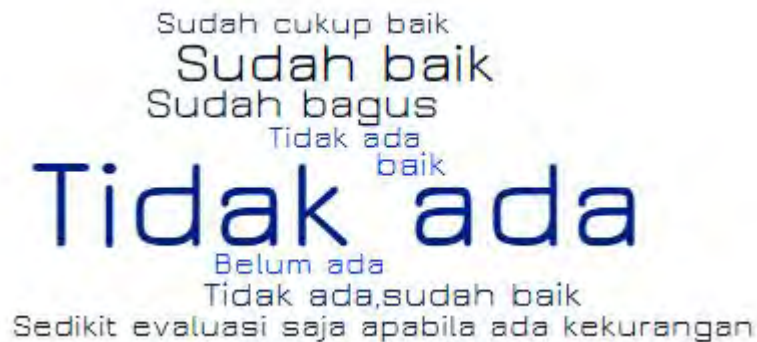 Sudah cukup baik
Sudah baik
Sudah bagus
Tidak ada
baik
Tidak ada
Belum ada
Tidak ada,sudah baik
Sedikit evaluasi saja apabila ada kekurangan